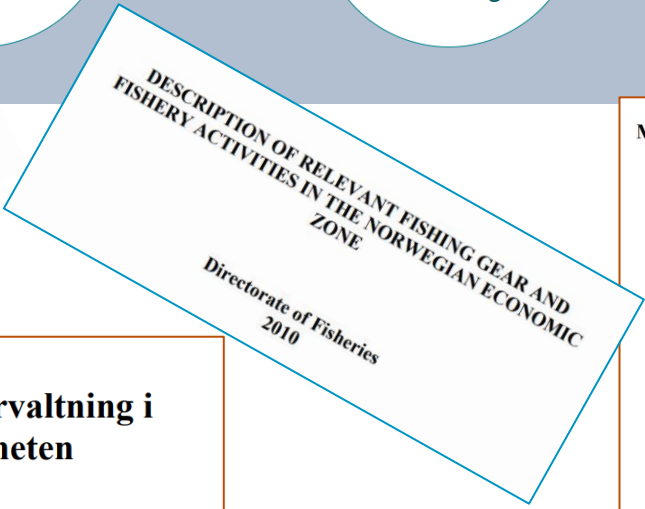 DESCRIPTION OF RELEVANT FISHING GEAR AND
FISHERY ACTIVITIES IN THE NORWEGIAN ECONOMIC
ZONE
Directorate of Fisheries
2010
rvaltning i
heten